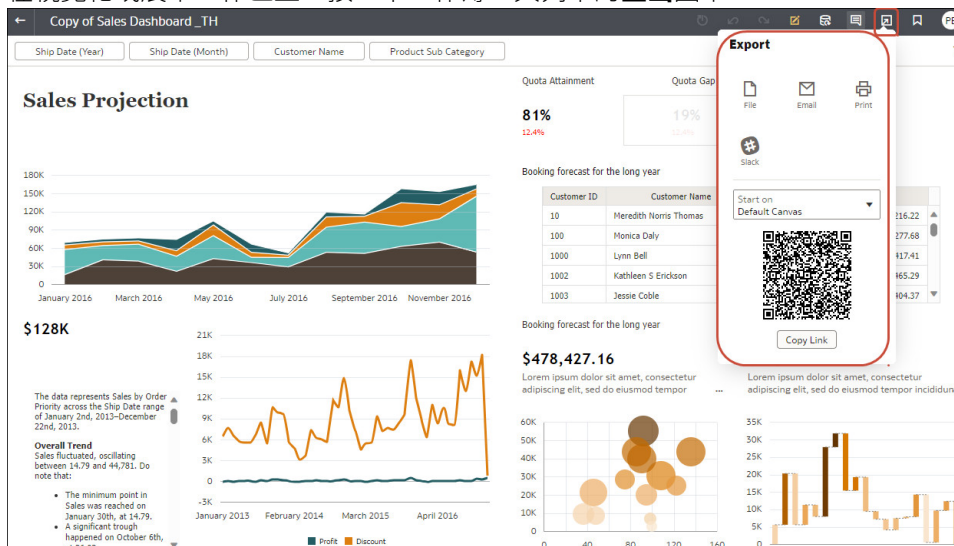 Copy of Sales Dashboard _TH
Ship Date (Year)
Ship Date (Month)
Customer Name
Product Sub Category
Sales Projection
180K
150K
120K
90K
60K
30K
0
January 2016
March 2016
May 2016
July 2016
September 2016
November 2016
Quota Attainment
Quota Gap
81%
12.4%
19%
Booking forecast for the long year
Customer ID
Customer Name
10
Meredith Norris Thomas
216.22
100
Monica Daly
277.68
1000
Lynn Bell
417.41
1002
Kathleen S Erickson
465.29
1003
Jessie Coble
404.37
Export
File
Email
Print
Slack
Start on
Default Canvas
Copy Link
$128K
The data represents Sales by Order
Priority across the Ship Date range
of January 2nd, 2013–December
22nd, 2013.
Overall Trend
Sales fluctuated, oscillating
between 14.79 and 44,781. Do
note that:
• The minimum point in
Sales was reached on
January 30th, at 14.79.
• A significant trough
happened on October 6th,
21K
18K
15K
12K
9K
6K
3K
0
-3K
January 2013
February 2014
March 2015
April 2016
Profit
Discount
Booking forecast for the long year
$478,427.16
Lorem ipsum dolor sit amet, consectetur
adipiscing elit, sed do eiusmod tempor
...
Lorem ipsum dolor sit amet, consectetur
adipiscing elit, sed do eiusmod tempor incididun
60K
50K
40K
30K
20K
10K
0
0
40
80
120
160
35K
30K
25K
20K
15K
10K
5K
0